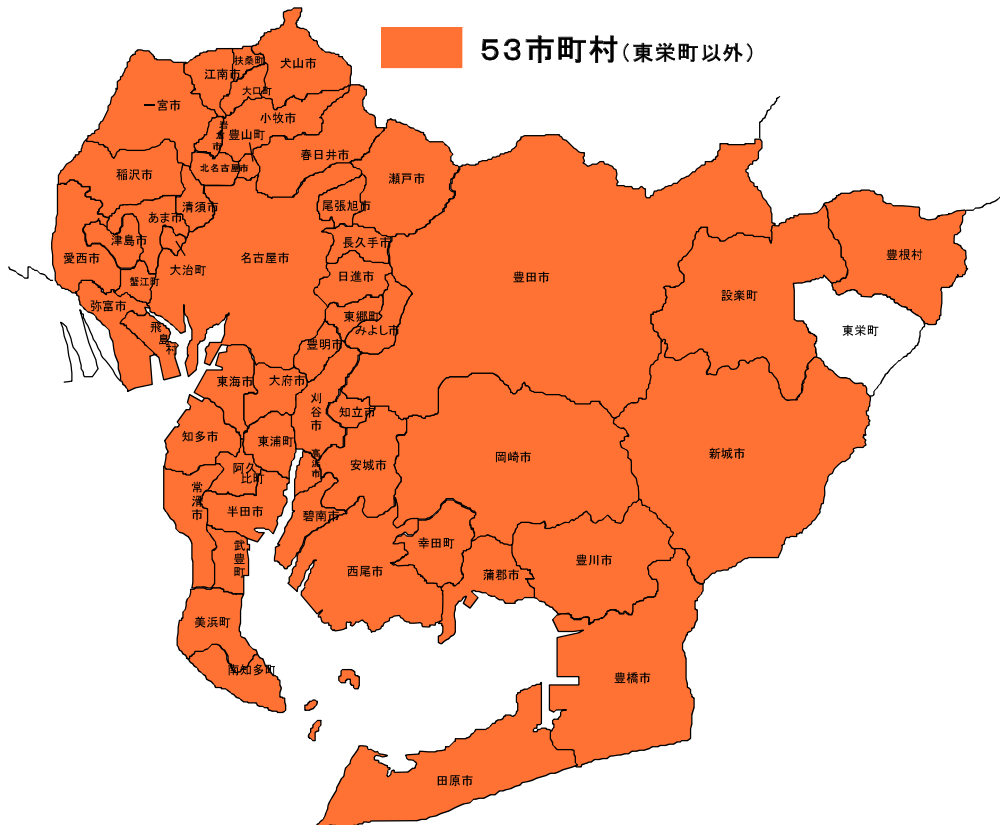 53市町村(東栄町以外)
扶桑町
犬山市
江南市
大口町
一宮市
小牧市
岩倉市
豊山町
春日井市
北名古屋市
稲沢市
瀬戸市
清須市
尾張旭市
あま市
津島市
長久手市
愛西市
名古屋市
大治町
日進市
豊田市
蟹江町
設楽町
豊根村
弥富市
飛島村
東郷町
みよし市
東栄町
豊明市
東海市
大府市
刈谷市
知立市
知多市
東浦町
高浜市
安城市
岡崎市
新城市
阿久比町
常滑市
半田市
碧南市
武豊町
西尾市
幸田町
蒲郡市
豊川市
美浜町
南知多町
豊橋市
田原市